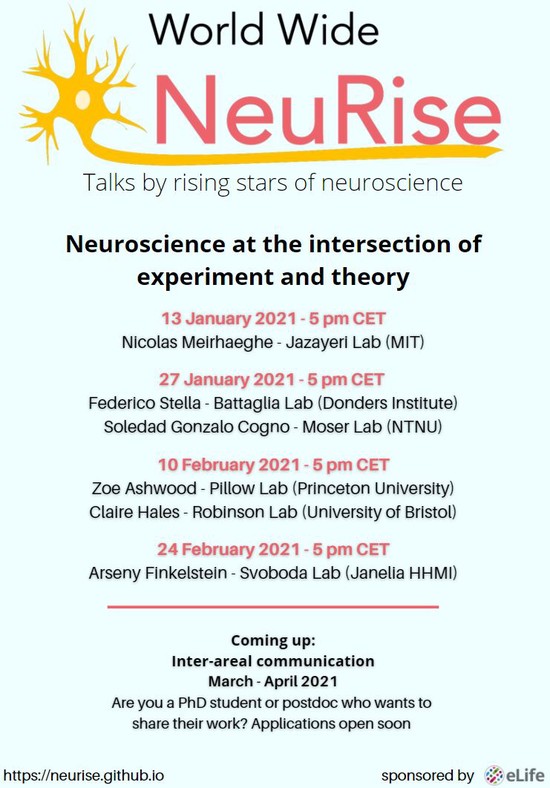 World Wide
NeuRise
Talks by rising stars of neuroscience
Neuroscience at the intersection of
experiment and theory
13 January 2021 - 5 pm CET
Nicolas Meirhaeghe - Jazayeri Lab (MIT)
27 January 2021 - 5 pm CET
Federico Stella - Battaglia Lab (Donders Institute)
Soledad Gonzalo Cogno - Moser Lab (NTNU)
10 February 2021 - 5 pm CET
Zoe Ashwood - Pillow Lab (Princeton University)
Claire Hales - Robinson Lab (University of Bristol)
24 February 2021 - 5 pm CET
Arseny Finkelstein - Svoboda Lab (Janelia HHMI)
Coming up:
Inter-areal communication
March - April 2021
Are you a PhD student or postdoc who wants to
share their work? Applications open soon
https://neurise.github.io
sponsored by eLife